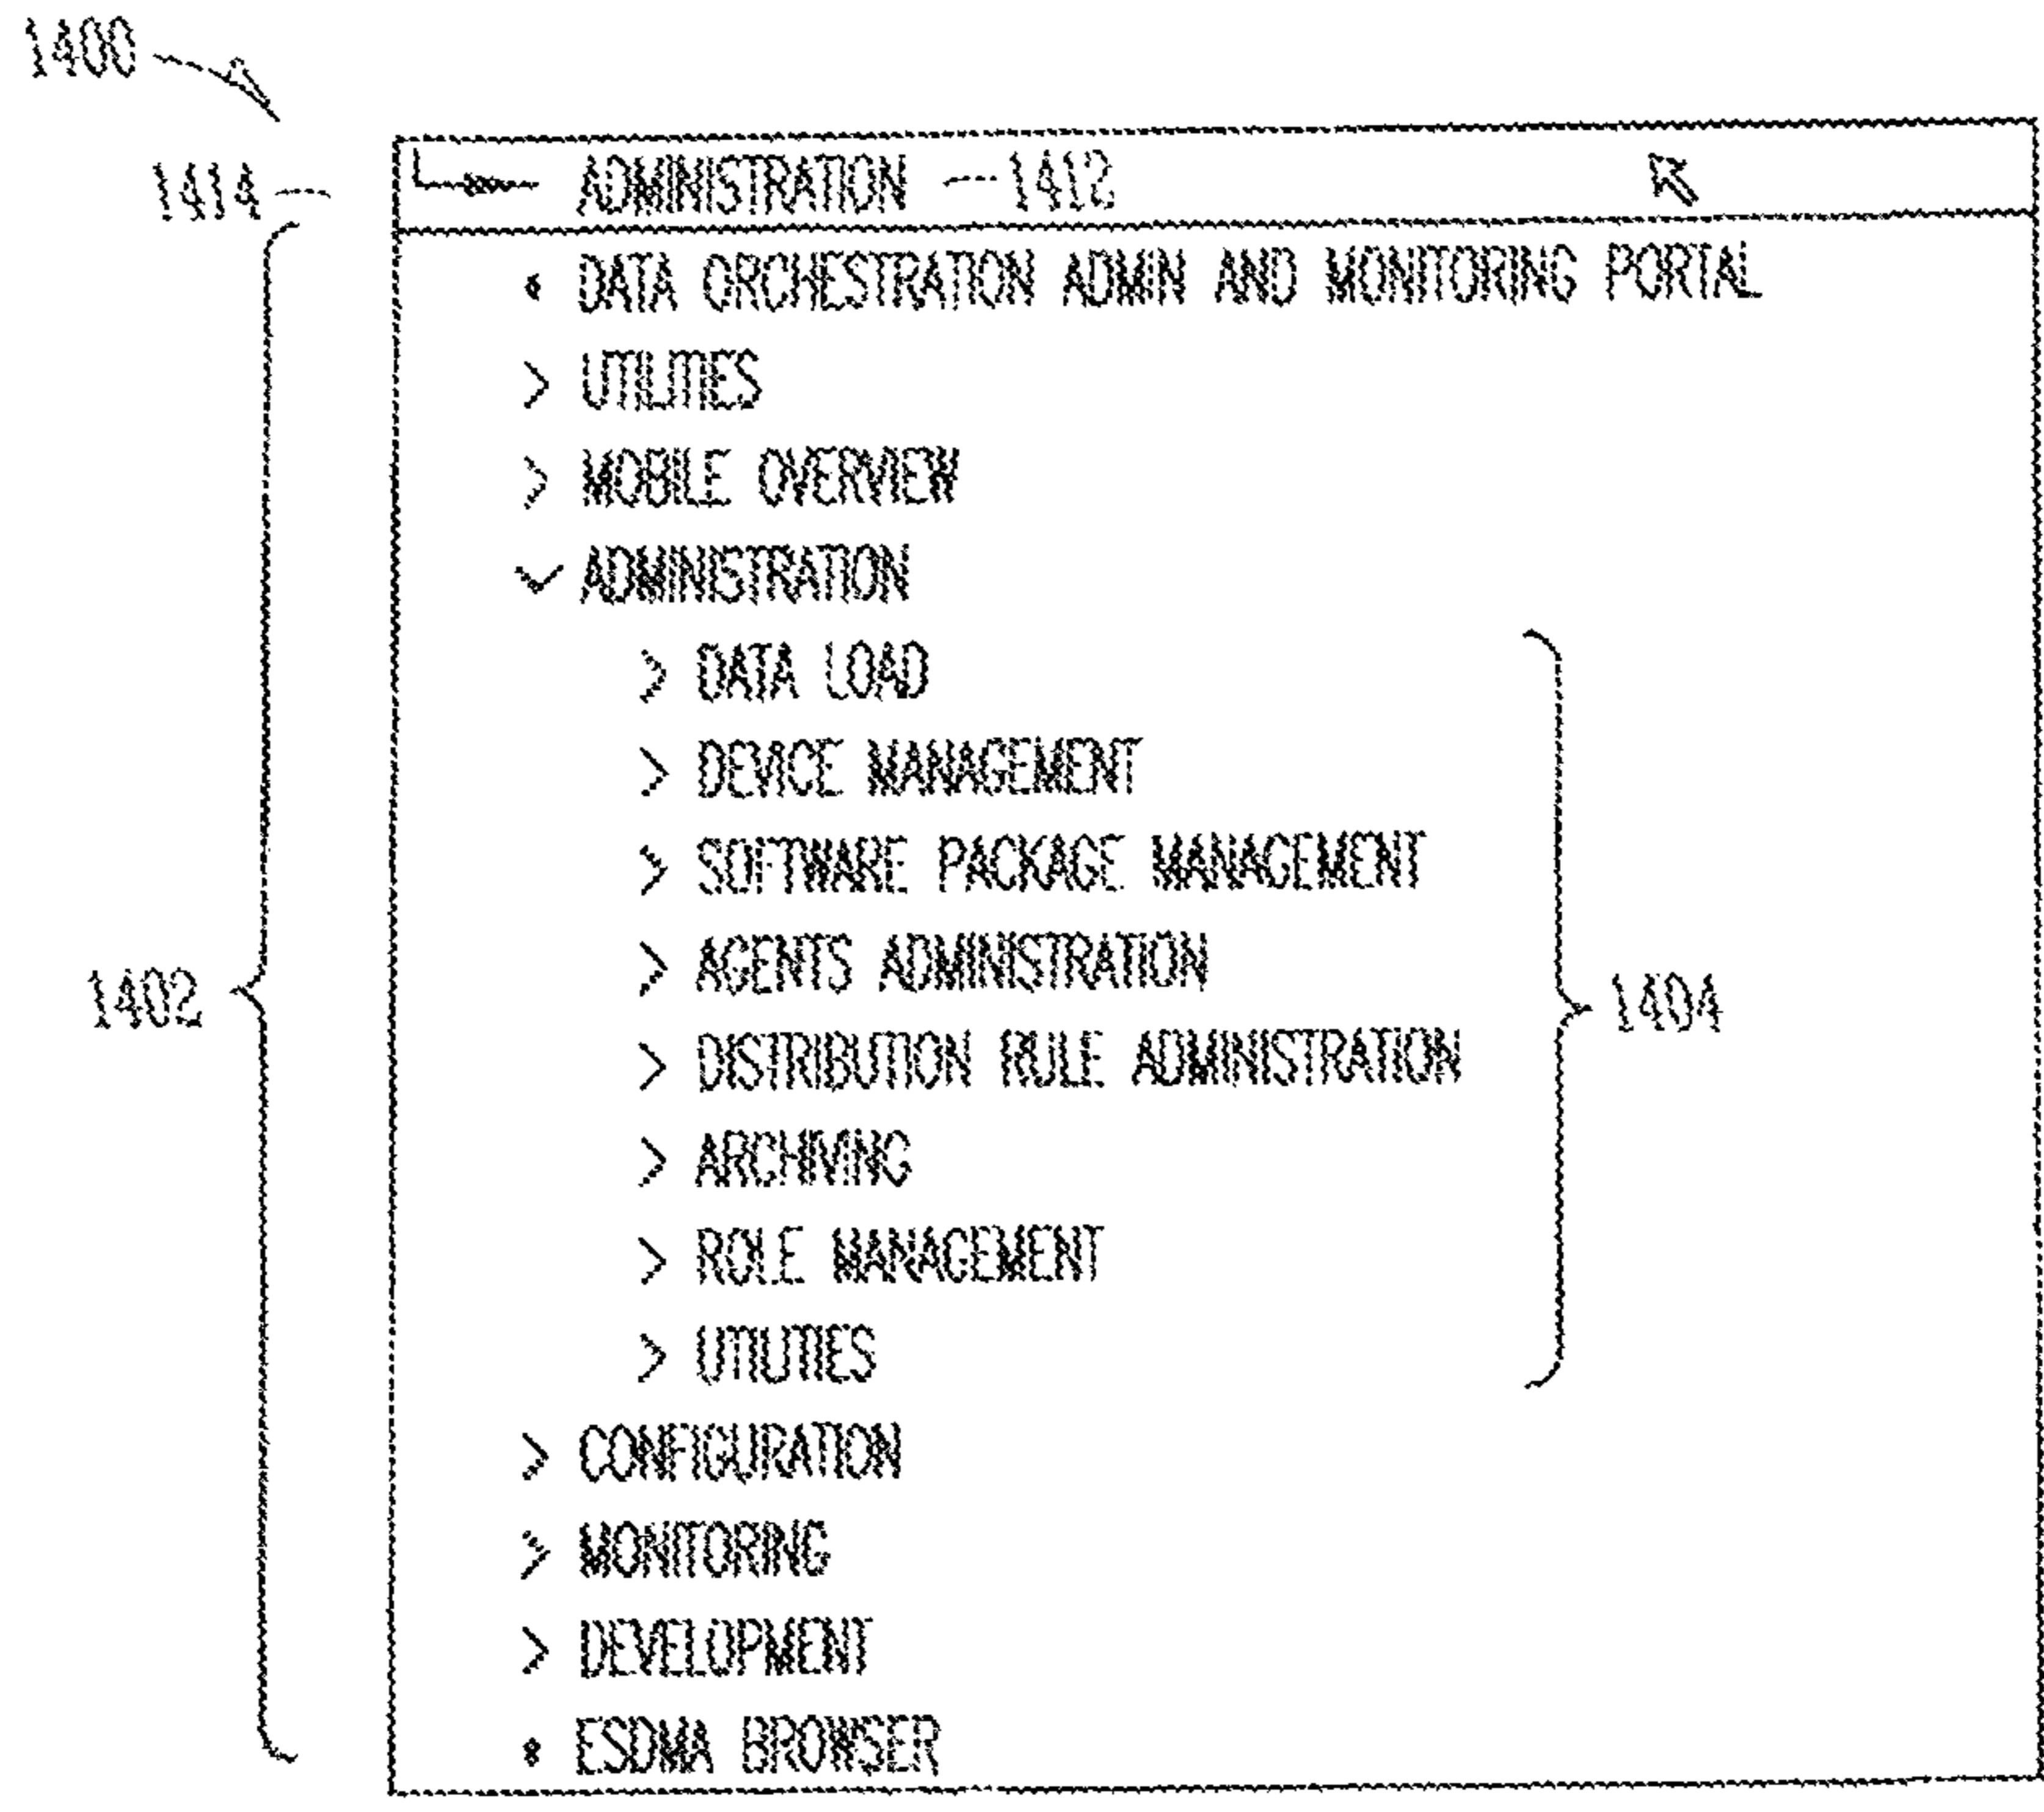 1400
1414 ADMINISTRATION 1412
• DATA ORCHESTRATION ADMIN AND MONITORING PORTAL
> UTILITIES
> MOBILE OVERVIEW
ADMINISTRATION
> DATA LOAD
> DEVICE MANAGEMENT
> SOFTWARE PACKAGE MANAGEMENT
> AGENTS ADMINISTRATION
1402
1404
> DISTRIBUTION RULE ADMINISTRATION
> ARCHIVING
> ROLE MANAGEMENT
> UTILITIES
> CONFIGURATION
> MONITORING
> DEVELOPMENT
• ESDMA BROWSER